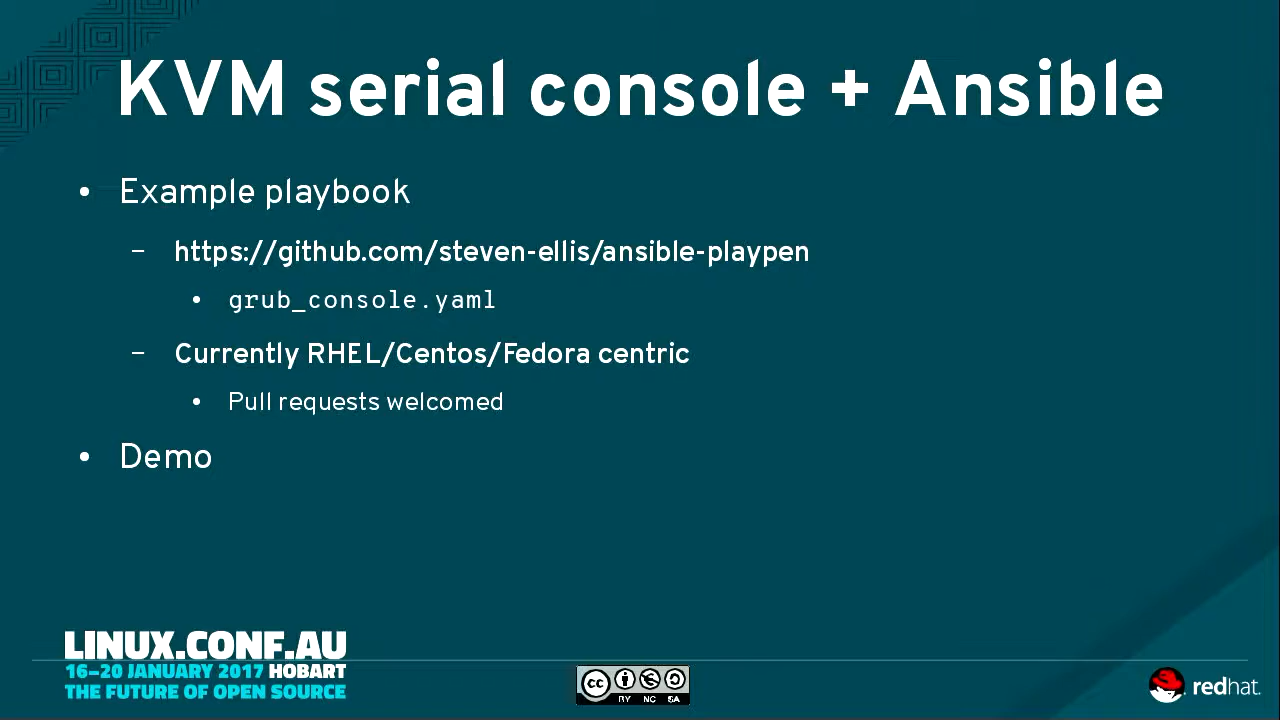 KVM serial console + Ansible
• Example playbook
– https://github.com/steven-ellis/ansible-playpen
• grub_console.yaml
– Currently RHEL/Centos/Fedora centric
• Pull requests welcomed
• Demo
LINUX.CONF.AU
16–20 JANUARY 2017 HOBART
THE FUTURE OF OPEN SOURCE
cc
BY NC SA
redhat.